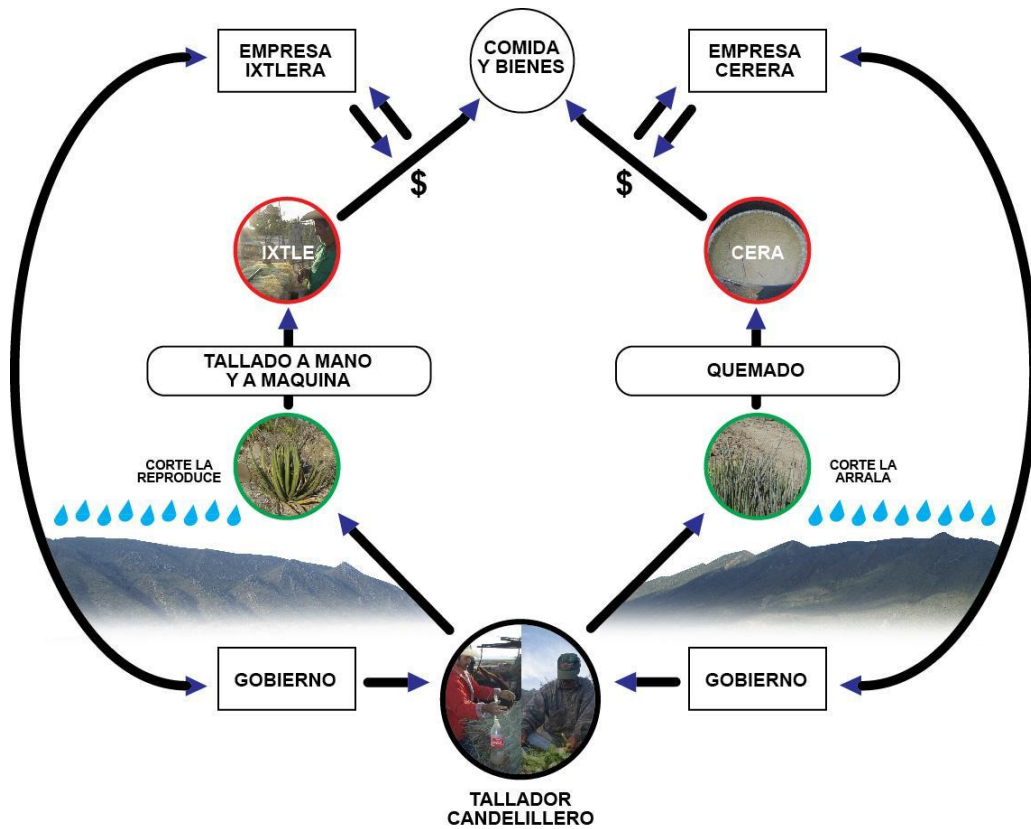 EMPRESA
IXTLERA
COMIDA
Y BIENES
EMPRESA
CERERA
$
$
IXTLE
CERA
TALLADO A MANO
Y A MAQUINA
QUEMADO
CORTE LA
REPRODUCE
CORTE LA
ARRALA
GOBIERNO
GOBIERNO
TALLADOR
CANDELILLERO